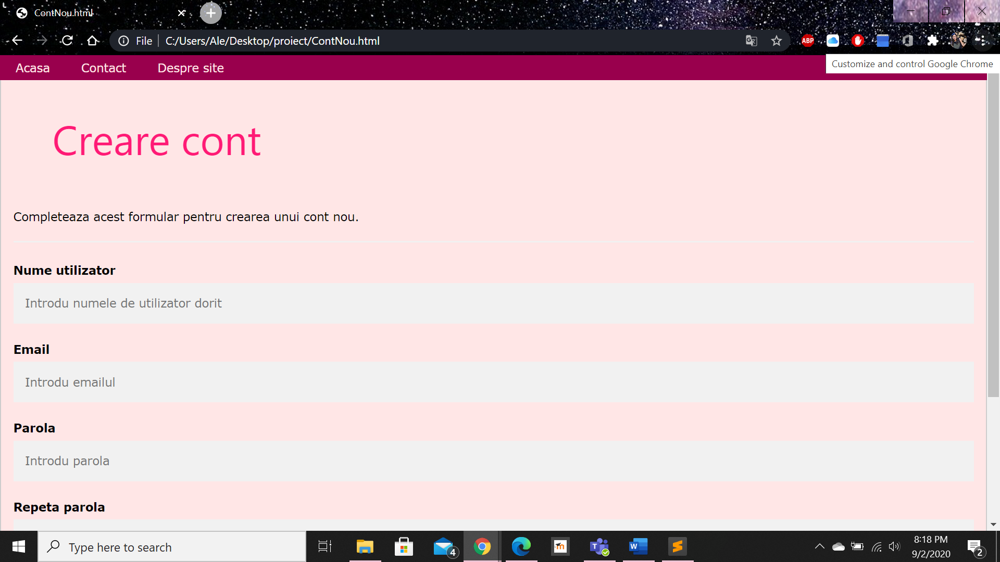 ContNou.html
File
C:/Users/Ale/Desktop/proiect/ContNou.html
ABP
Customize and control Google Chrome
Acasa
Contact
Despre site
Creare cont
Completeaza acest formular pentru crearea unui cont nou.
Nume utilizator
Introdu numele de utilizator dorit
Email
Introdu emailul
Parola
Introdu parola
Repeta parola
Type here to search
4
m
T
W
8:18 PM
9/2/2020
2